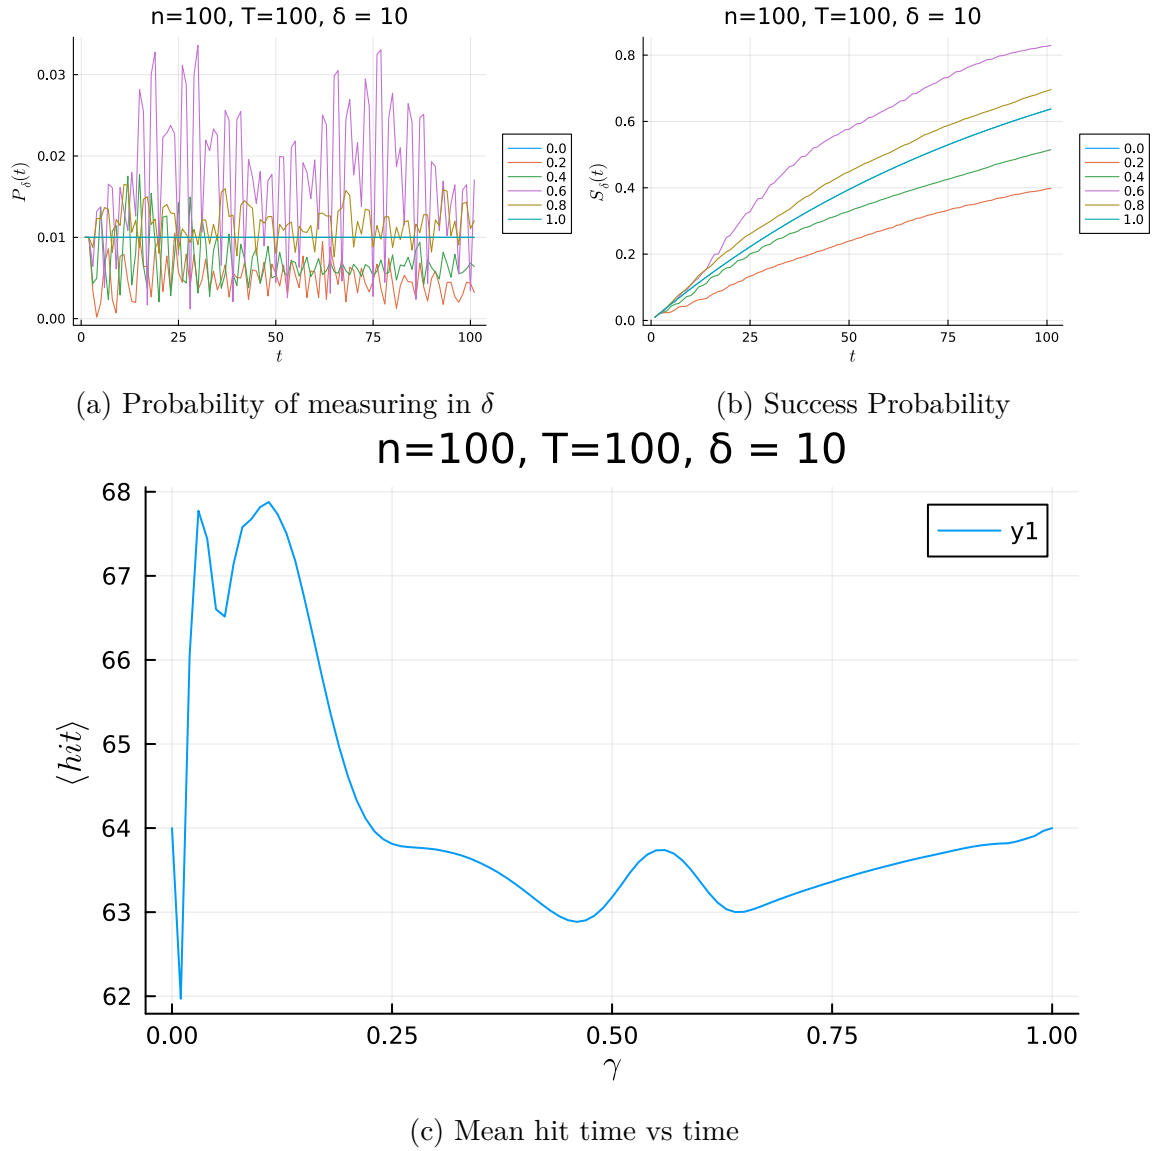 n=100, T=100, δ = 10
P_δ(t)
0.03
0.02
0.01
0.00
0 25 50 75 100
t
0.0
0.2
0.4
0.6
0.8
1.0
(a) Probability of measuring in δ
n=100, T=100, δ = 10
S_δ(t)
0.8
0.6
0.4
0.2
0.0
0 25 50 75 100
t
0.0
0.2
0.4
0.6
0.8
1.0
(b) Success Probability
n=100, T=100, δ = 10
⟨hit⟩
68
67
66
65
64
63
62
0.00 0.25 0.50 0.75 1.00
γ
y1
(c) Mean hit time vs time